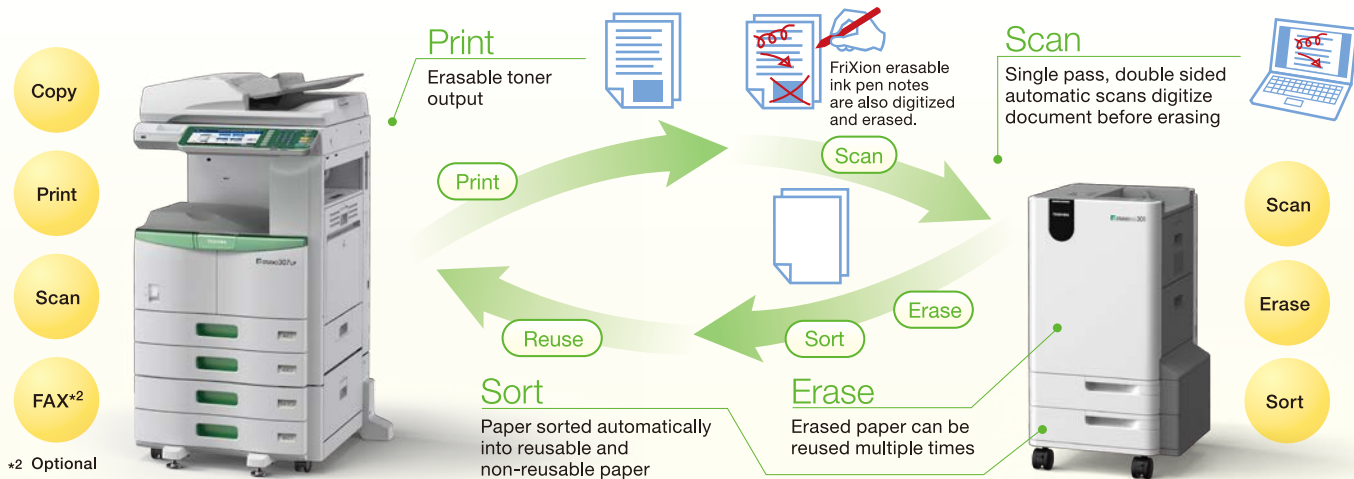 Copy
Print
Scan
FAX*2
*2 Optional
TOSHIBA
Print
Erasable toner
output
FriXion erasable
ink pen notes
are also digitized
and erased.
Scan
Single pass, double sided
automatic scans digitize
document before erasing
Print
Scan
Erase
Sort
Reuse
Sort
Paper sorted automatically
into reusable and
non-reusable paper
Erase
Erased paper can be
reused multiple times
TOSHIBA
Scan
Erase
Sort